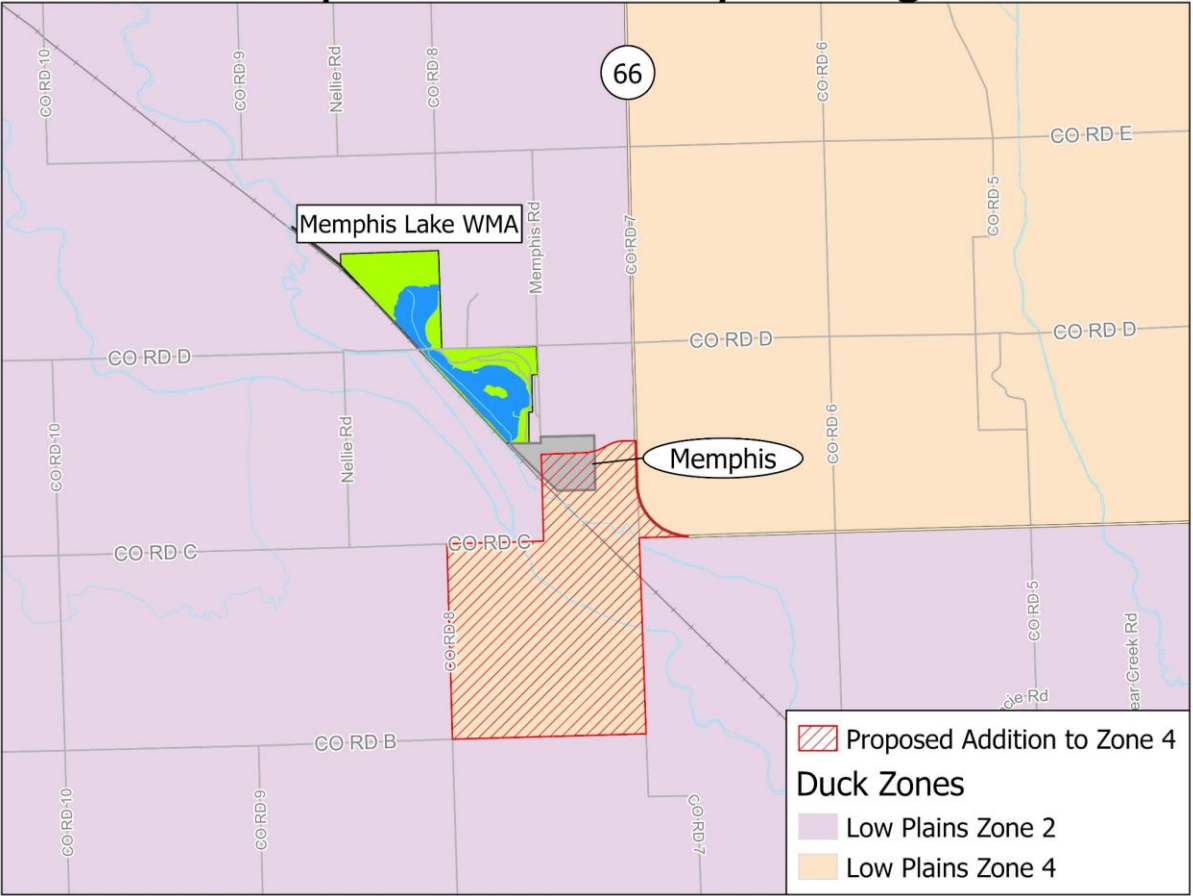 66
CO RD 10
CO RD 9
Nellie Rd
CO RD 8
CO RD 6
CO RD E
CO RD 5
Memphis Lake WMA
Memphis Rd
CO RD 7
CO RD D
CO RD D
CO RD D
CO RD 10
Nellie Rd
CO RD 6
Memphis
CO RD C
CO RD C
CO RD 8
CO RD 5
CO RD B
CO RD 10
CO RD 9
CO RD 7
Proposed Addition to Zone 4
Duck Zones
Low Plains Zone 2
Low Plains Zone 4